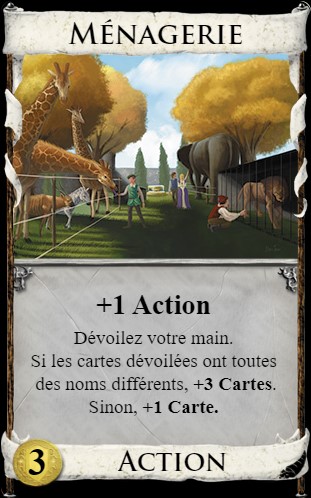 MÉNAGERIE
+1 Action
Dévoilez votre main.
Si les cartes dévoilées ont toutes
des noms différents, +3 Cartes.
Sinon, +1 Carte.
3 ACTION